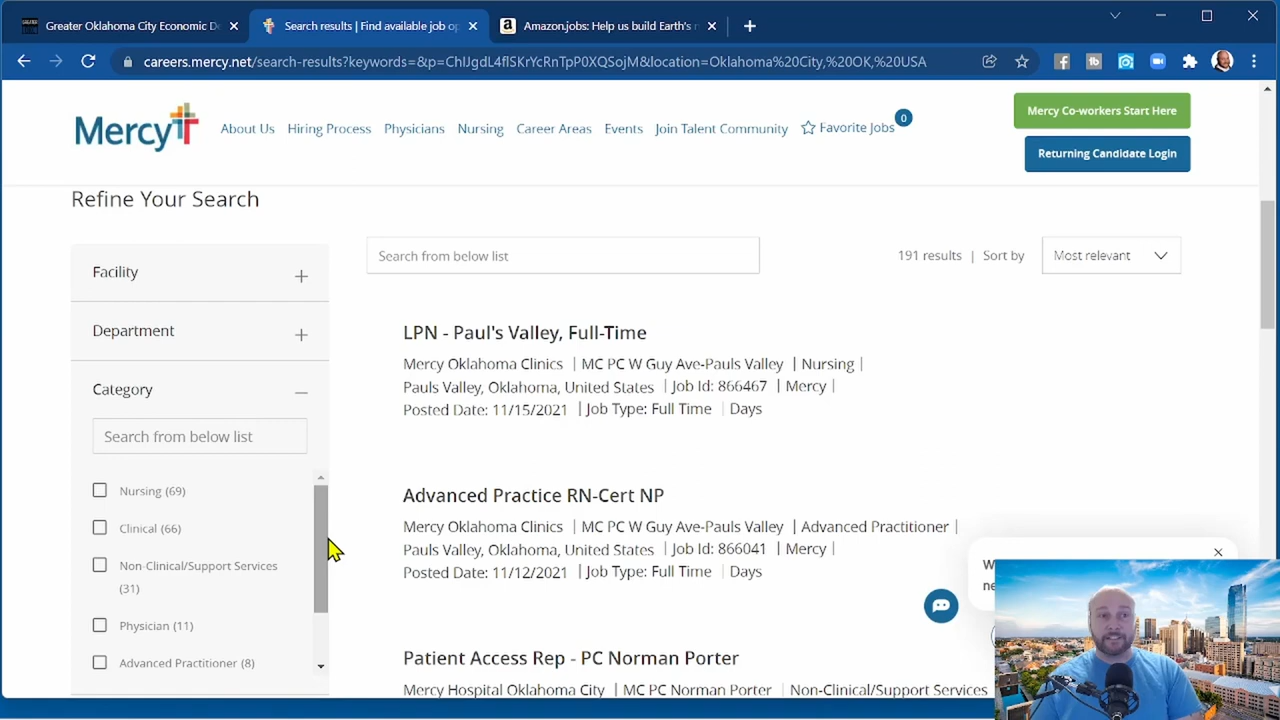 Greater Oklahoma City Economic De
Search results | Find available job op
a
Amazon.jobs: Help us build Earth's m
careers.mercy.net/search-results?keywords=&p=ChIJgdL4flSKrYcRnTpP0XQSojM&location=Oklahoma%20City,%20OK,%20USA
Mercy
About Us
Hiring Process
Physicians
Nursing
Career Areas
Events
Join Talent Community
Favorite Jobs
0
Mercy Co-workers Start Here
Returning Candidate Login
Refine Your Search
Facility
Department
Category
Search from below list
Nursing (69)
Clinical (66)
Non-Clinical/Support Services
(31)
Physician (11)
Advanced Practitioner (8)
Search from below list
191 results | Sort by
Most relevant
LPN - Paul's Valley, Full-Time
Mercy Oklahoma Clinics | MC PC W Guy Ave-Pauls Valley | Nursing |
Pauls Valley, Oklahoma, United States | Job Id: 866467 | Mercy |
Posted Date: 11/15/2021 | Job Type: Full Time | Days
Advanced Practice RN-Cert NP
Mercy Oklahoma Clinics | MC PC W Guy Ave-Pauls Valley | Advanced Practitioner |
Pauls Valley, Oklahoma, United States | Job Id: 866041 | Mercy |
Posted Date: 11/12/2021 | Job Type: Full Time | Days
Patient Access Rep - PC Norman Porter
Mercy Hospital Oklahoma City | MC PC Norman Porter | Non-Clinical/Support Services